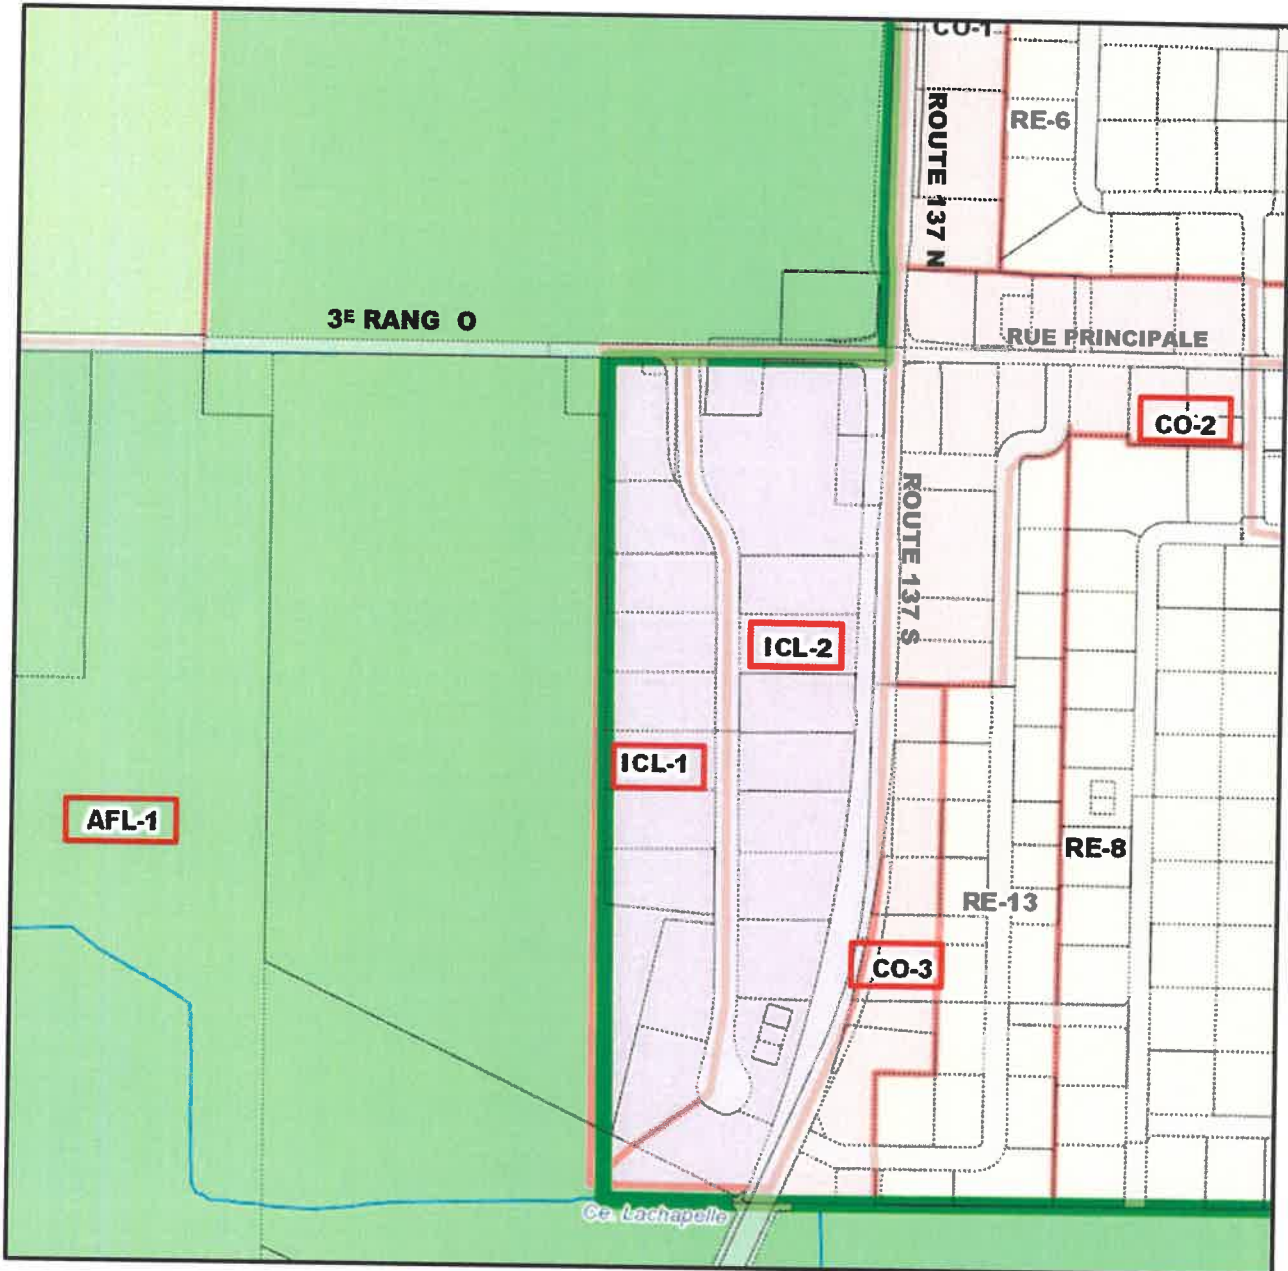 CO-1
ROUTE 137 N
RE-6
3E RANG O
RUE PRINCIPALE
CO-2
ROUTE 137 S
ICL-2
ICL-1
AFL-1
RE-8
RE-13
CO-3
Ce. Lachapelle